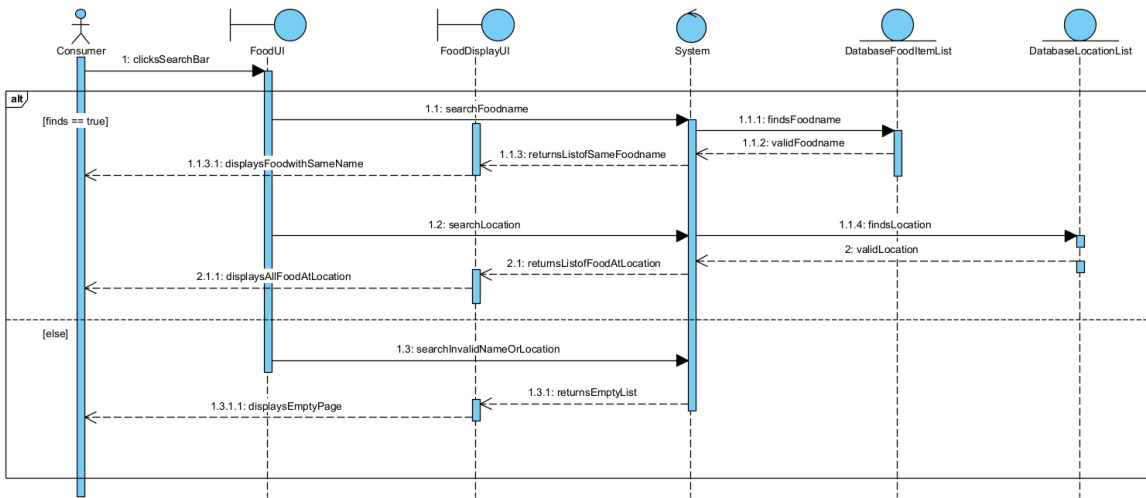 Consumer
FoodUI
FoodDisplayUI
System
DatabaseFoodItemList
DatabaseLocationList
1: clicksSearchBar
alt
[finds == true]
1.1: searchFoodname
1.1.1: findsFoodname
1.1.2: validFoodname
1.1.3: returnsListofSameFoodname
1.1.3.1: displaysFoodwithSameName
1.2: searchLocation
1.1.4: findsLocation
2: validLocation
2.1: returnsListofFoodAtLocation
2.1.1: displaysAllFoodAtLocation
[else]
1.3: searchInvalidNameOrLocation
1.3.1: returnsEmptyList
1.3.1.1: displaysEmptyPage